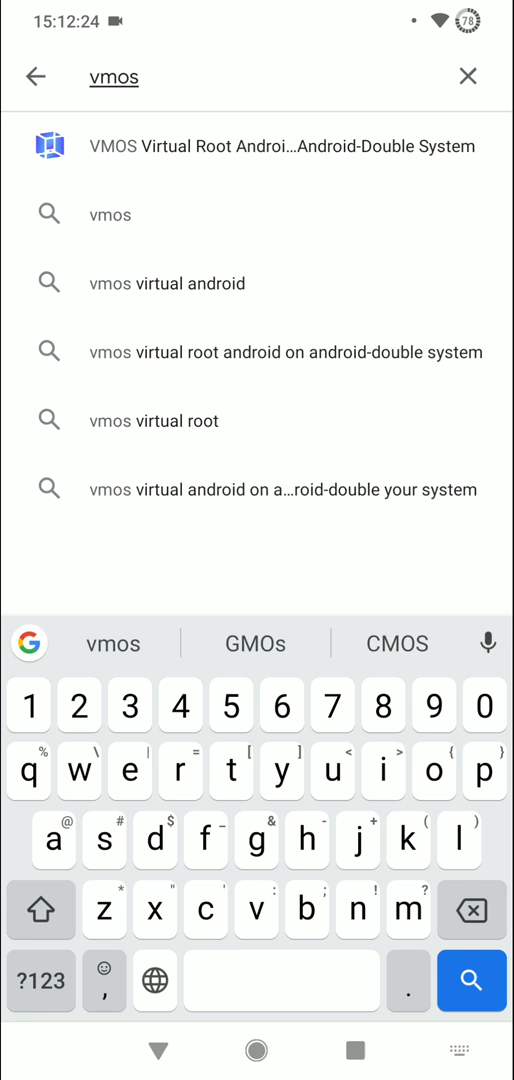 15:12:24 78
vmos
VMOS Virtual Root Androi...Android-Double System
vmos
vmos virtual android
vmos virtual root android on android-double system
vmos virtual root
vmos virtual android on a...roid-double your system
G vmos GMOs CMOS
1 2 3 4 5 6 7 8 9 0
% \ | = [ ] < > { }
q w e r t y u i o p
@ # $ _ & - + ( )
a s d f g h j k l
* " ' : ; ! ?
z x c v b n m
?123 , .